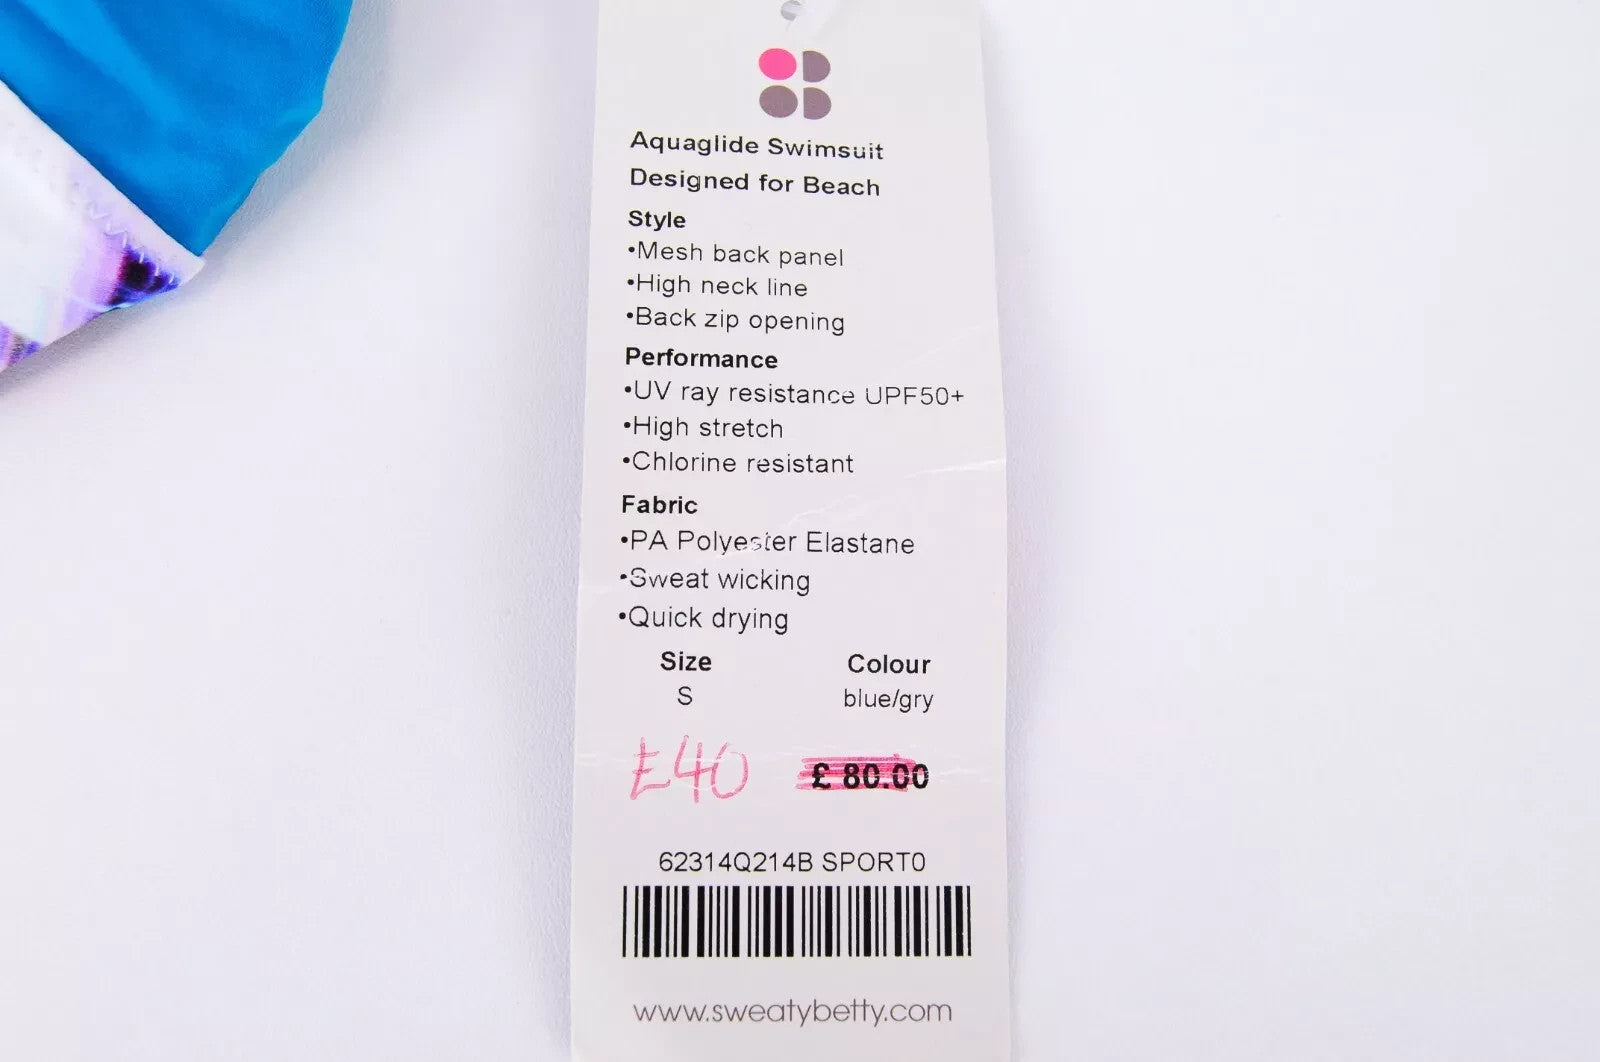 Aquaglide Swimsuit
Designed for Beach
Style
•Mesh back panel
•High neck line
•Back zip opening
Performance
•UV ray resistance UPF50+
•High stretch
•Chlorine resistant
Fabric
•PA Polyester Elastane
•Sweat wicking
•Quick drying
Size Colour
S blue/gry
£40 £ 80.00
62314Q214B SPORT0
www.sweatybetty.com